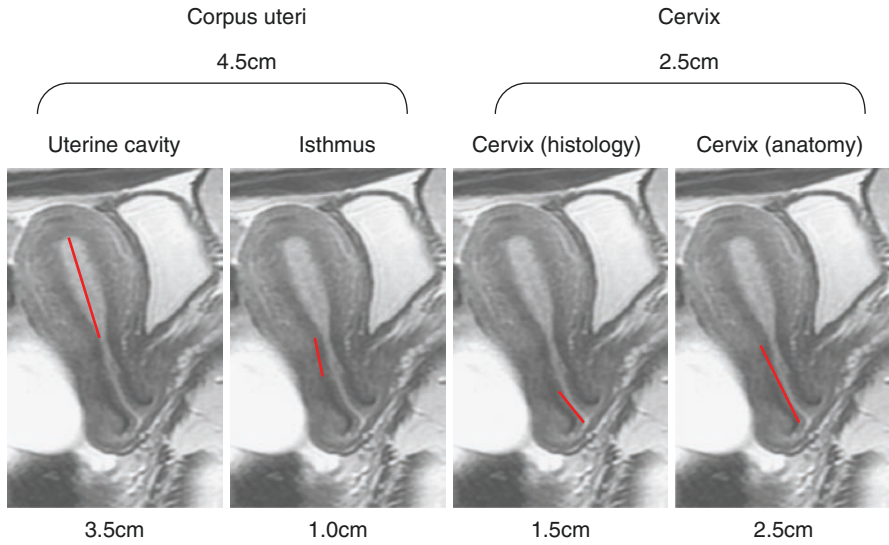 Corpus uteri
Cervix
4.5cm
2.5cm
Uterine cavity
Isthmus
Cervix (histology)
Cervix (anatomy)
3.5cm
1.0cm
1.5cm
2.5cm